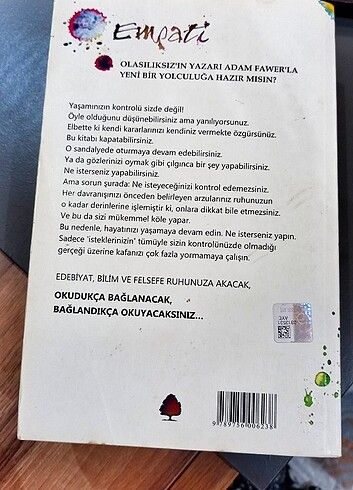 Empati
OLASILIKSIZ'IN YAZARI ADAM FAWER'LA
YENİ BİR YOLCULUĞA HAZIR MISIN?
Yaşamınızın kontrolü sizde değil!
Öyle olduğunu düşünebilirsiniz ama yanılıyorsunuz.
Elbette ki kendi kararlarınızı kendiniz vermekte özgürsünüz.
Bu kitabı kapatabilirsiniz.
O sandalyede oturmaya devam edebilirsiniz.
Ya da gözlerinizi oymak gibi çılgınca bir şey yapabilirsiniz.
Ne isterseniz yapabilirsiniz.
Ama sorun şurada: Ne isteyeceğinizi kontrol edemezsiniz.
Her davranışınızı önceden belirleyen arzularınız ruhunuzun
o kadar derinlerine işlemiştir ki, onlara dikkat bile etmezsiniz.
Ve bu da sizi mükemmel köle yapar.
Bu nedenle, hayatınızı yaşamaya devam edin. Ne isterseniz yapın.
Sadece 'isteklerinizin' tümüyle sizin kontrolünüzde olmadığı
gerçeği üzerine kafanızı çok fazla yormamaya çalışın.
EDEBİYAT, BİLİM VE FELSEFE RUHUNUZA AKACAK,
OKUDUKÇA BAĞLANACAK,
BAĞLANDIKÇA OKUYACAKSINIZ...
9 789756 006238